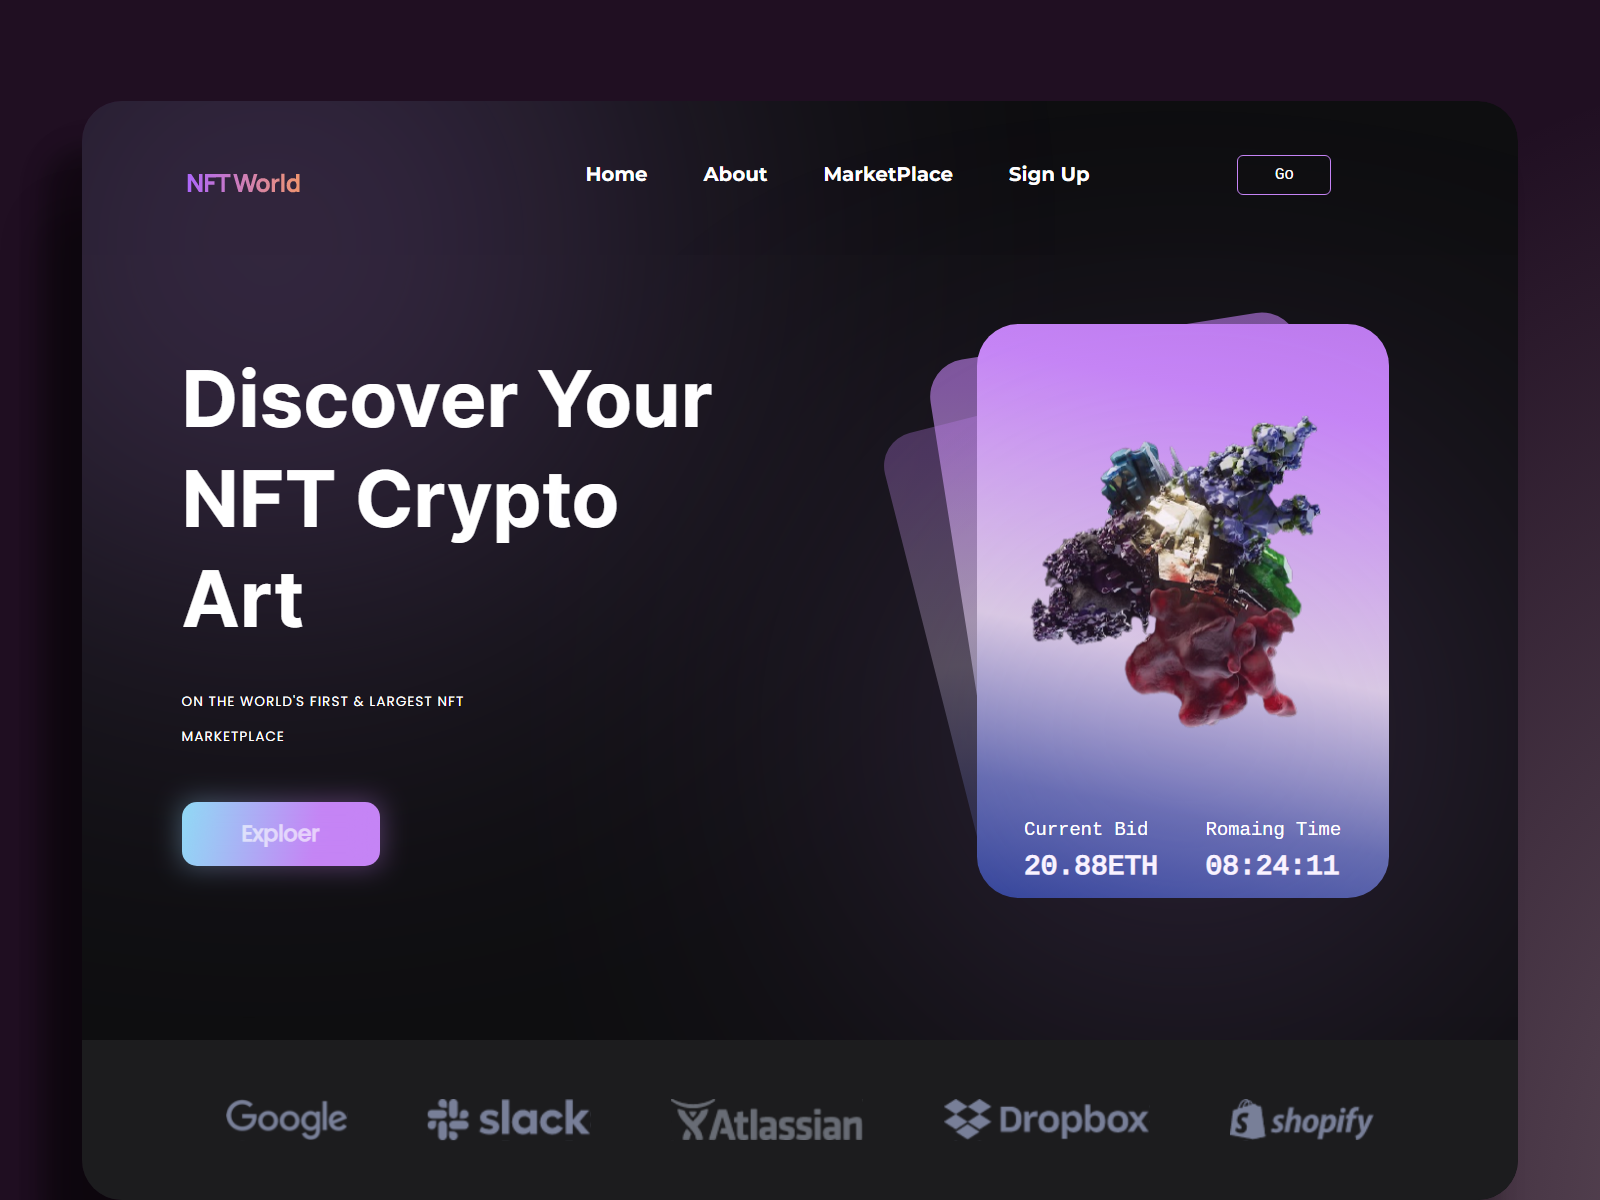 NFT World
Home About MarketPlace Sign Up Go
Discover Your
NFT Crypto
Art
ON THE WORLD'S FIRST & LARGEST NFT
MARKETPLACE
Exploer
Current Bid Romaing Time
20.88ETH 08:24:11
Google slack Atlassian Dropbox shopify